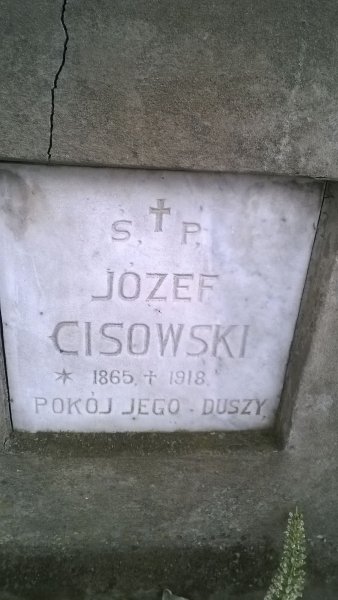 S. ✝ P.
JOZEF
CISOWSKI
* 1865. ✝ 1918.
POKÓJ JEGO · DUSZY.